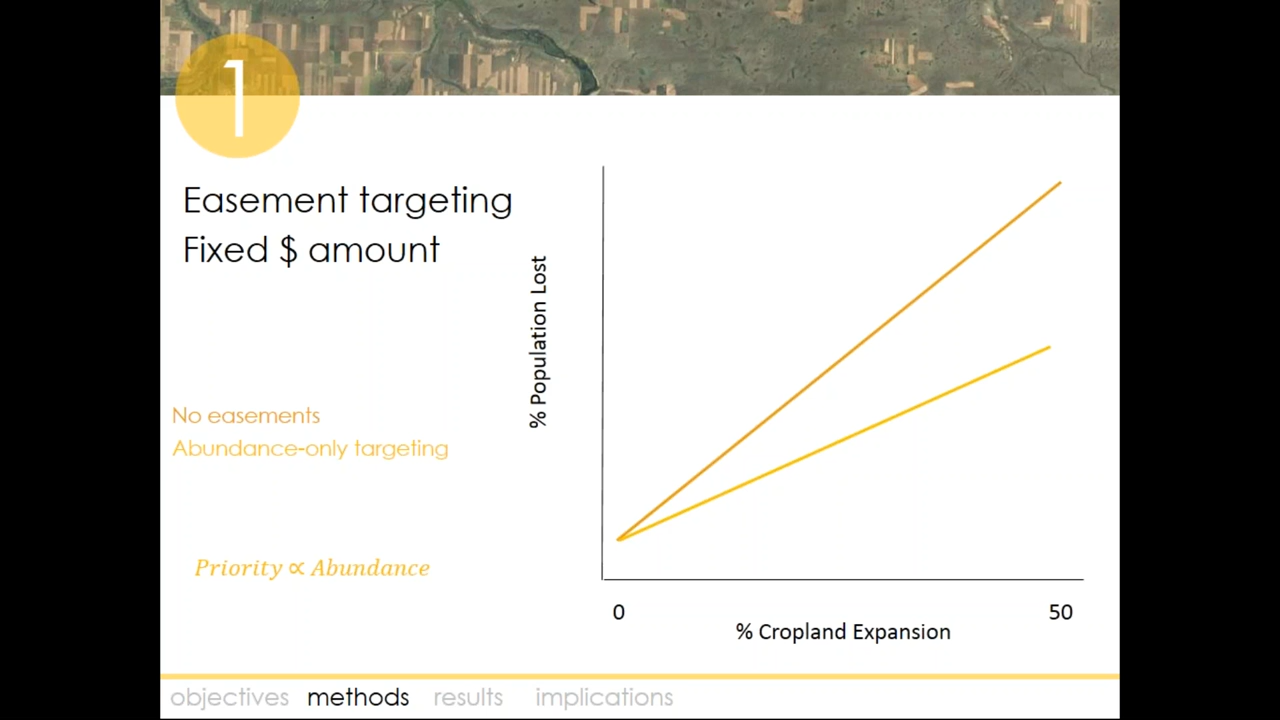 1
Easement targeting
Fixed $ amount
No easements
Abundance-only targeting
Priority ∝ Abundance
% Population Lost
0
50
% Cropland Expansion
objectives methods results implications